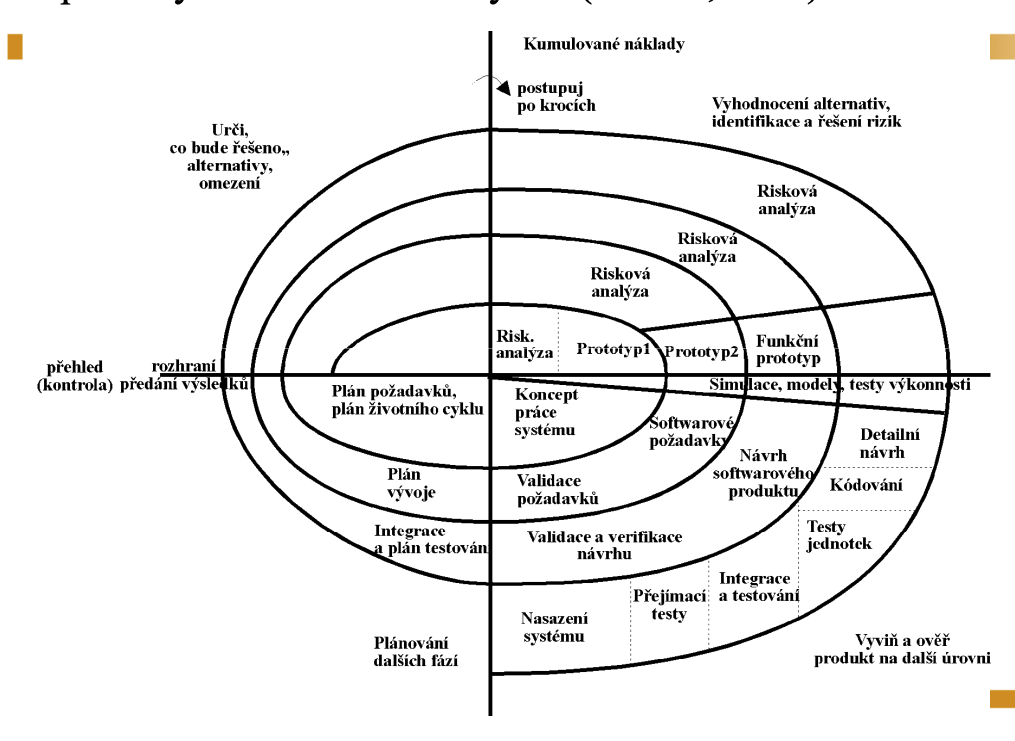 Kumulované náklady
postupuj
po krocích
Vyhodnocení alternativ,
identifikace a řešení rizik
Urči,
co bude řešeno,,
alternativy,
omezení
Risková
analýza
Risková
analýza
Risková
analýza
Risk.
analýza
Prototyp1
Prototyp2
Funkční
prototyp
přehled
(kontrola)
rozhraní
předání výsledků
Simulace, modely, testy výkonnosti
Plán požadavků,
plán životního cyklu
Koncept
práce
systému
Softwarové
požadavky
Detailní
návrh
Návrh
softwarového
produktu
Kódování
Plán
vývoje
Validace
požadavků
Testy
jednotek
Integrace
a plán testován
Validace a verifikace
návrhu
Integrace
a testování
Přejímací
testy
Nasazení
systému
Plánování
dalších fází
Vyviň a ověř
produkt na další úrovni